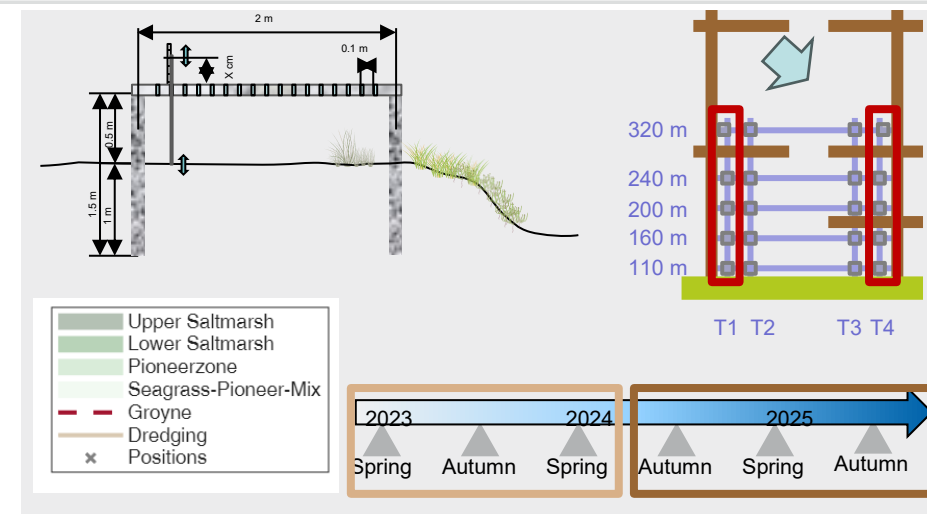 2 m
0.1 m
X cm
0.5 m
1.5 m
1 m
320 m
240 m
200 m
160 m
110 m
T1 T2 T3 T4
Upper Saltmarsh
Lower Saltmarsh
Pioneerzone
Seagrass-Pioneer-Mix
Groyne
Dredging
Positions
2023 2024 2025
Spring Autumn Spring Autumn Spring Autumn